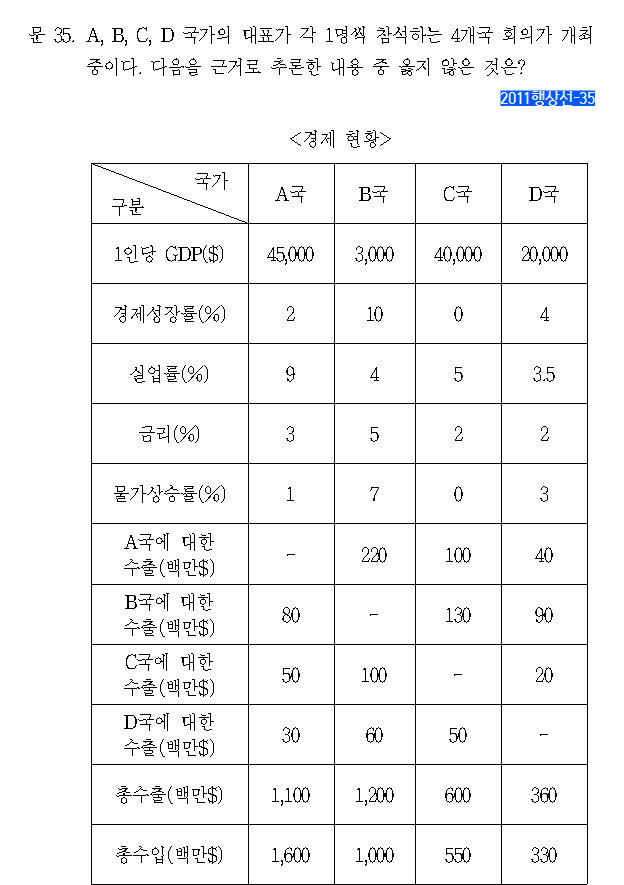 문 35. A, B, C, D 국가의 대표가 각 1명씩 참석하는 4개국 회의가 개최
중이다. 다음을 근거로 추론한 내용 중 옳지 않은 것은?
2011행상선-35
<경제 현황>
국가
구분
A국 B국 C국 D국
1인당 GDP($) 45,000 3,000 40,000 20,000
경제성장률(%) 2 10 0 4
실업률(%) 9 4 5 3.5
금리(%) 3 5 2 2
물가상승률(%) 1 7 0 3
A국에 대한
수출(백만$) - 220 100 40
B국에 대한
수출(백만$) 80 - 130 90
C국에 대한
수출(백만$) 50 100 - 20
D국에 대한
수출(백만$) 30 60 50 -
총수출(백만$) 1,100 1,200 600 360
총수입(백만$) 1,600 1,000 550 330